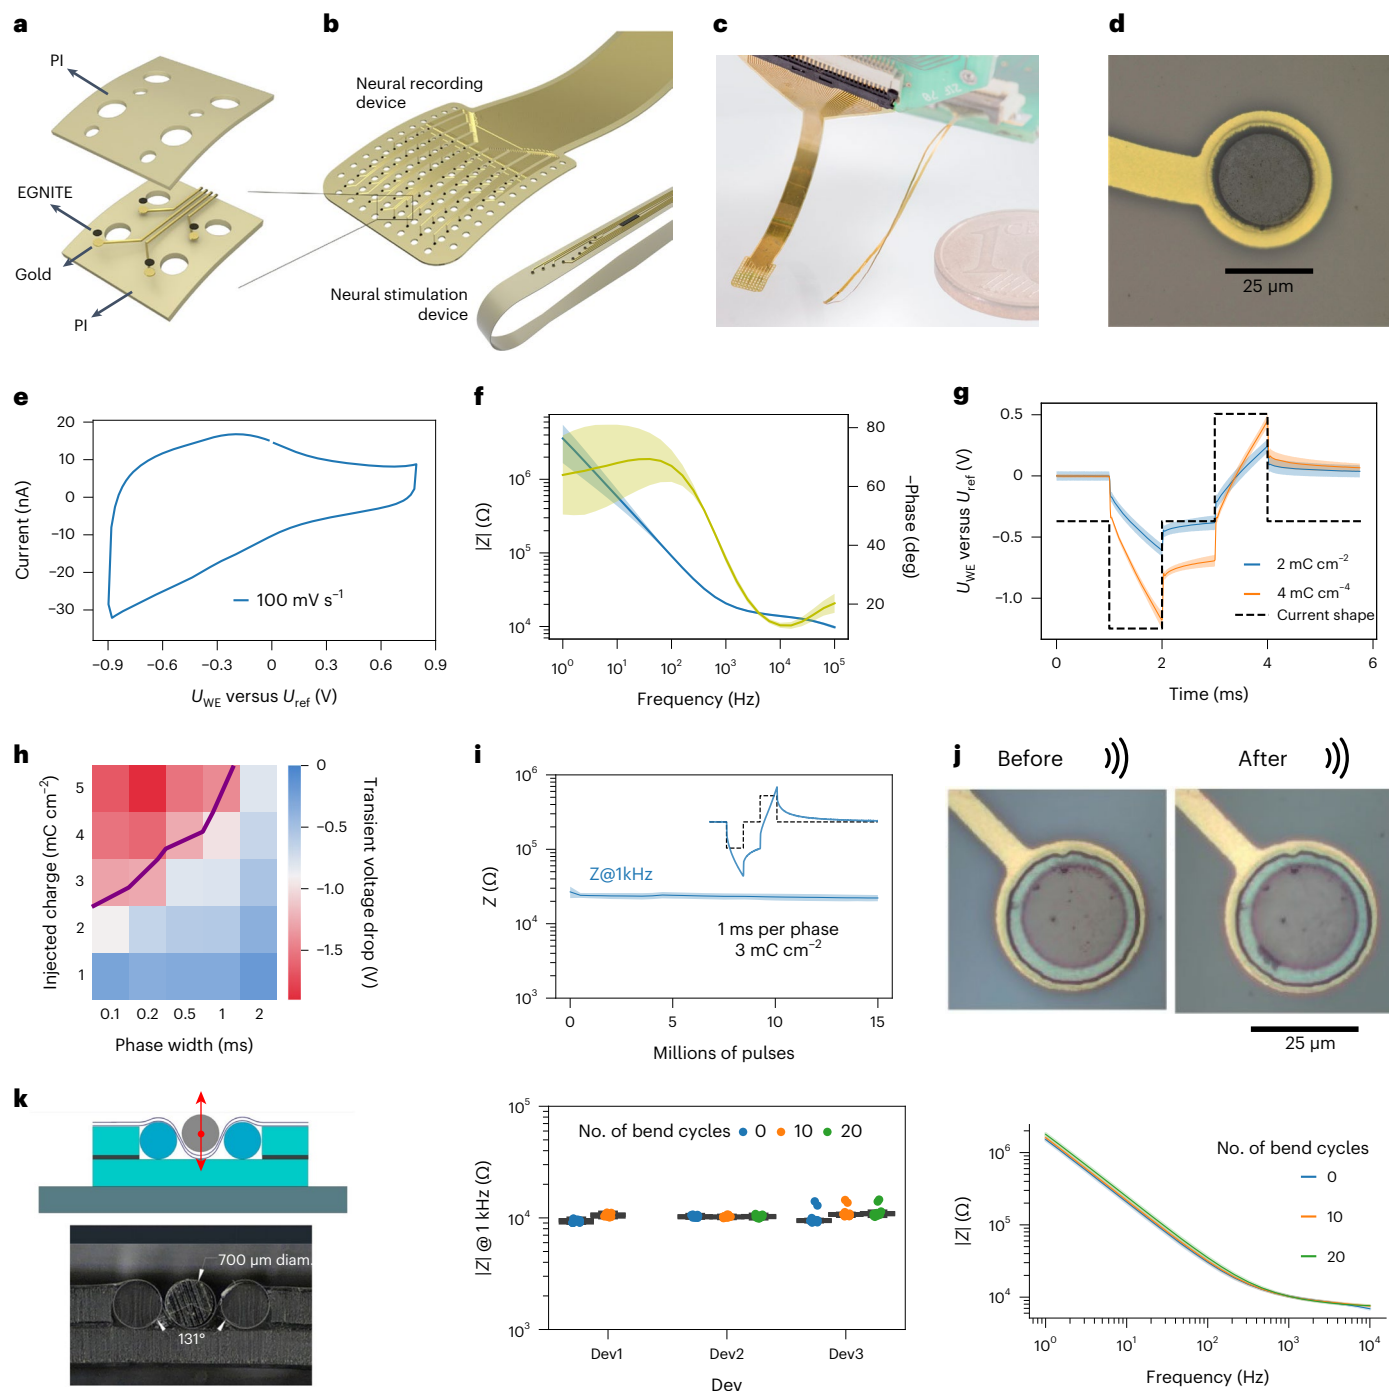 a
PI
EGNITE
Gold
PI
b
Neural recording
device
Neural stimulation
device
c
d
25 µm
e
Current (nA)
20
10
0
−10
−20
−30
100 mV s⁻¹
−0.9 −0.6 −0.3 0 0.3 0.6 0.9
U_WE versus U_ref (V)
f
|Z| (Ω)
10⁶
10⁵
10⁴
80
60
40
20
−Phase (deg)
10⁰ 10¹ 10² 10³ 10⁴ 10⁵
Frequency (Hz)
g
U_WE versus U_ref (V)
0.5
0
−0.5
−1.0
2 mC cm⁻²
4 mC cm⁻⁴
Current shape
0 2 4 6
Time (ms)
h
Injected charge (mC cm⁻²)
5
4
3
2
1
0.1 0.2 0.5 1 2
Phase width (ms)
0
−0.5
−1.0
−1.5
Transient voltage drop (V)
i
Z (Ω)
10⁶
10⁵
10⁴
10³
Z@1kHz
1 ms per phase
3 mC cm⁻²
0 5 10 15
Millions of pulses
j
Before
After
25 µm
k
700 µm diam.
131°
|Z| @ 1 kHz (Ω)
10⁵
10⁴
10³
No. of bend cycles 0 10 20
Dev1 Dev2 Dev3
Dev
|Z| (Ω)
10⁶
10⁵
10⁴
No. of bend cycles
0
10
20
10⁰ 10¹ 10² 10³ 10⁴
Frequency (Hz)